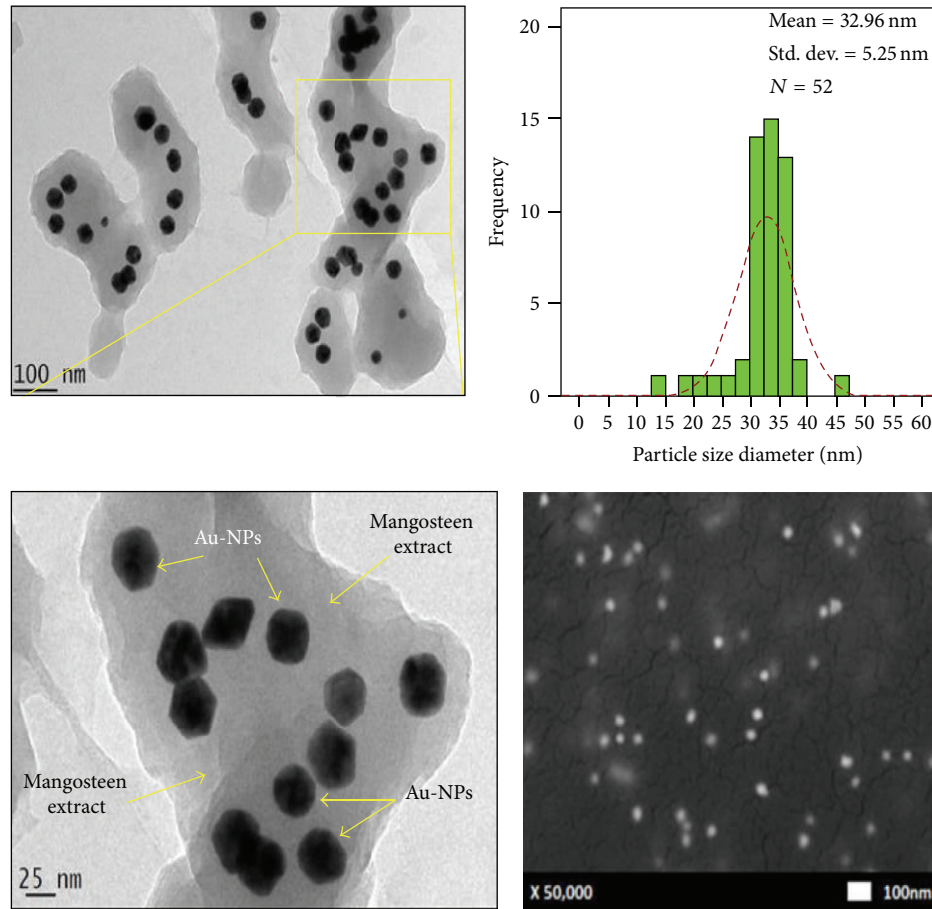 100 nm
Mean = 32.96 nm
Std. dev. = 5.25 nm
N = 52
20
15
10
5
0
Frequency
0 5 10 15 20 25 30 35 40 45 50 55 60
Particle size diameter (nm)
Au-NPs
Mangosteen
extract
Mangosteen
extract
Au-NPs
25 nm
X 50,000
100nm